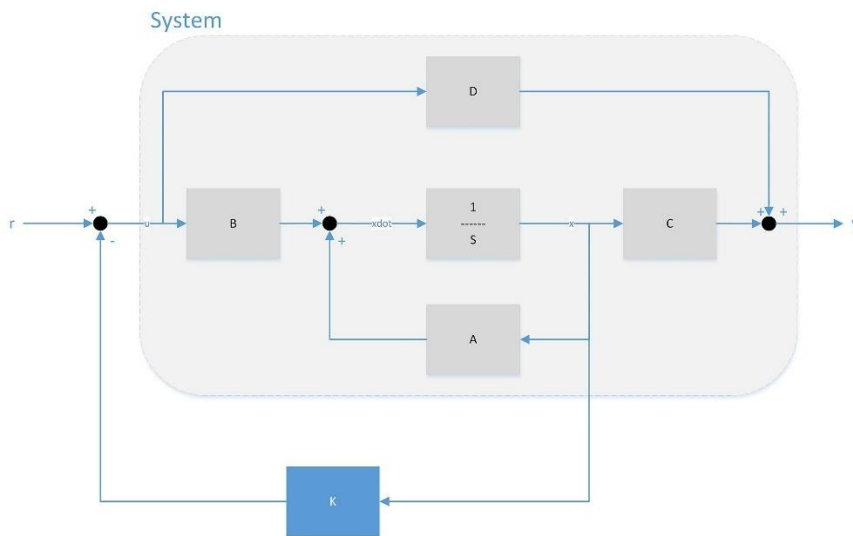 System
D
+
+
+
+
r
u
B
xdot
1
------
S
x
C
-
+
A
K